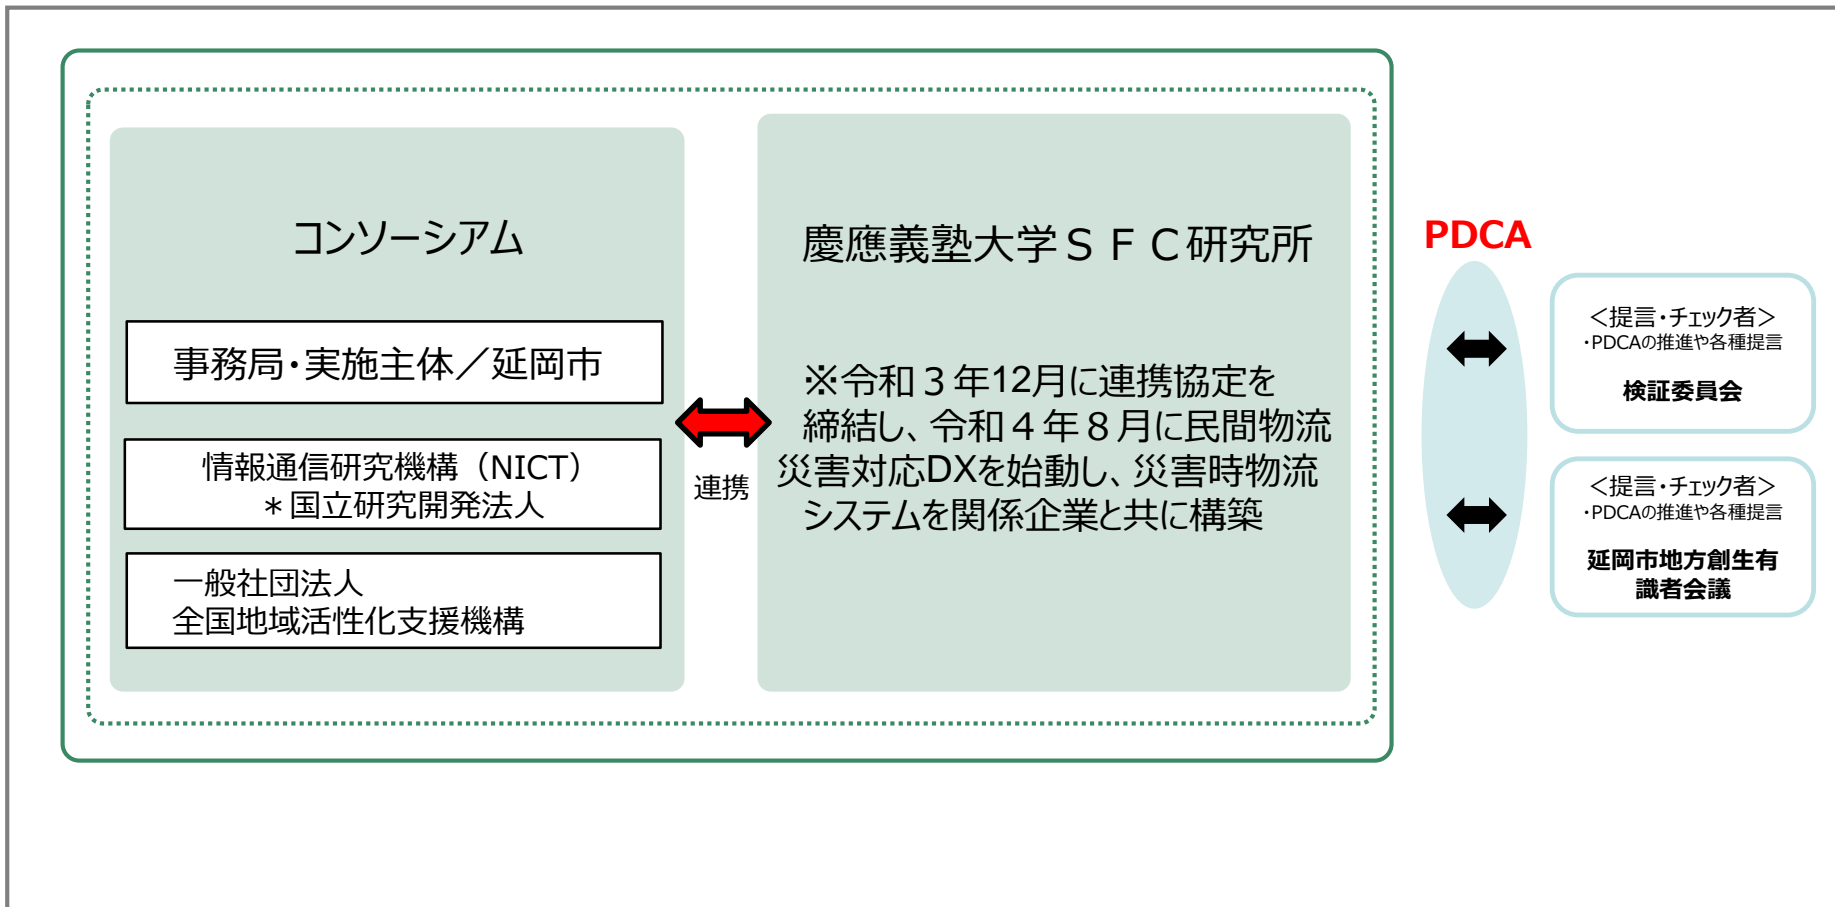 コンソーシアム
事務局・実施主体／延岡市
情報通信研究機構（NICT）
＊国立研究開発法人
一般社団法人
全国地域活性化支援機構
連携
慶應義塾大学ＳＦＣ研究所
※令和３年12月に連携協定を
締結し、令和４年８月に民間物流
災害対応DXを始動し、災害時物流
システムを関係企業と共に構築
PDCA
＜提言・チェック者＞
・PDCAの推進や各種提言
検証委員会
＜提言・チェック者＞
・PDCAの推進や各種提言
延岡市地方創生有
識者会議